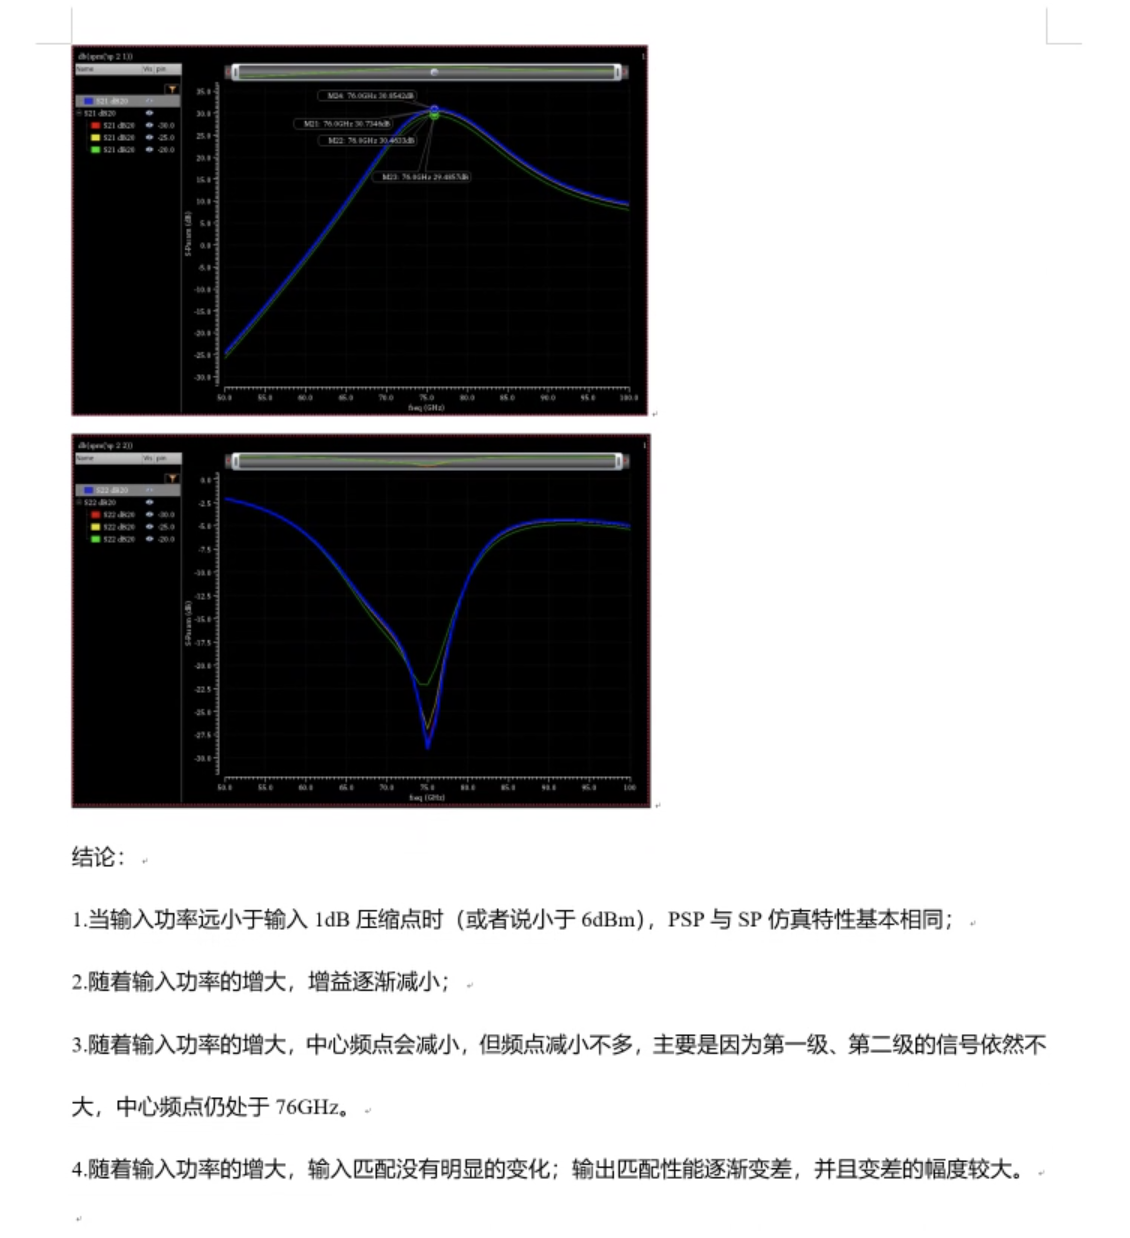 db(spm('sp 2 1))
1
Name
Vis
pin
S21 dB20
S21 dB20
S21 dB20 -30.0
S21 dB20 -25.0
S21 dB20 -20.0
M24: 76.0GHz 30.8542dB
M21: 76.0GHz 30.7346dB
M22: 76.0GHz 30.4633dB
M23: 76.0GHz 29.4857dB
S-Param (dB)
35.0
30.0
25.0
20.0
15.0
10.0
5.0
0.0
-5.0
-10.0
-15.0
-20.0
-25.0
-30.0
50.0 55.0 60.0 65.0 70.0 75.0 80.0 85.0 90.0 95.0 100.0
freq (GHz)
db(spm('sp 2 2))
1
Name
Vis
pin
S22 dB20
S22 dB20
S22 dB20 -30.0
S22 dB20 -25.0
S22 dB20 -20.0
S-Param (dB)
0.0
-2.5
-5.0
-7.5
-10.0
-12.5
-15.0
-17.5
-20.0
-22.5
-25.0
-27.5
-30.0
50.0 55.0 60.0 65.0 70.0 75.0 80.0 85.0 90.0 95.0 100
freq (GHz)
结论：
1.当输入功率远小于输入 1dB 压缩点时（或者说小于 6dBm），PSP 与 SP 仿真特性基本相同；
2.随着输入功率的增大，增益逐渐减小；
3.随着输入功率的增大，中心频点会减小，但频点减小不多，主要是因为第一级、第二级的信号依然不
大，中心频点仍处于 76GHz。
4.随着输入功率的增大，输入匹配没有明显的变化；输出匹配性能逐渐变差，并且变差的幅度较大。